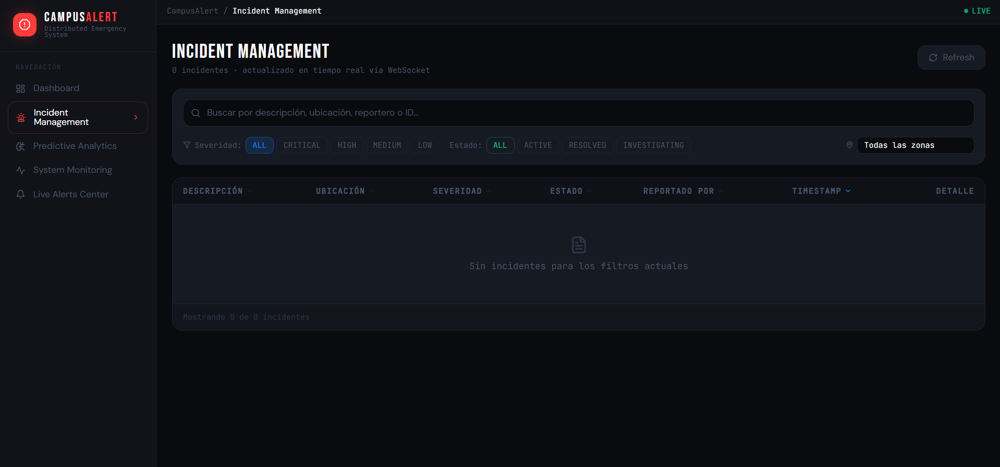 CAMPUSALERT
Distributed Emergency
System
NAVEGACIÓN
Dashboard
Incident
Management
Predictive Analytics
System Monitoring
Live Alerts Center
CampusAlert / Incident Management
LIVE
INCIDENT MANAGEMENT
0 incidentes · actualizado en tiempo real vía WebSocket
Refresh
Buscar por descripción, ubicación, reportero o ID...
Severidad: ALL CRITICAL HIGH MEDIUM LOW Estado: ALL ACTIVE RESOLVED INVESTIGATING Todas las zonas
DESCRIPCIÓN UBICACIÓN SEVERIDAD ESTADO REPORTADO POR TIMESTAMP DETALLE
Sin incidentes para los filtros actuales
Mostrando 0 de 0 incidentes